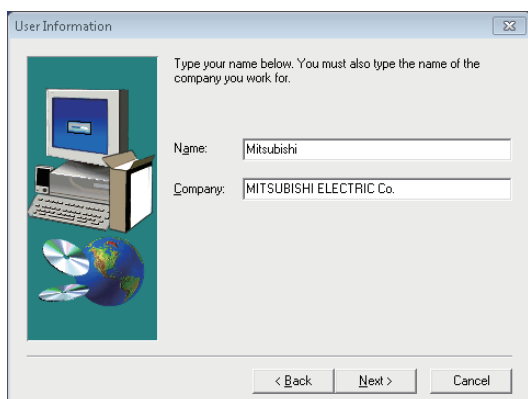 User Information
Type your name below. You must also type the name of the
company you work for.
Name: Mitsubishi
Company: MITSUBISHI ELECTRIC Co.
< Back Next > Cancel